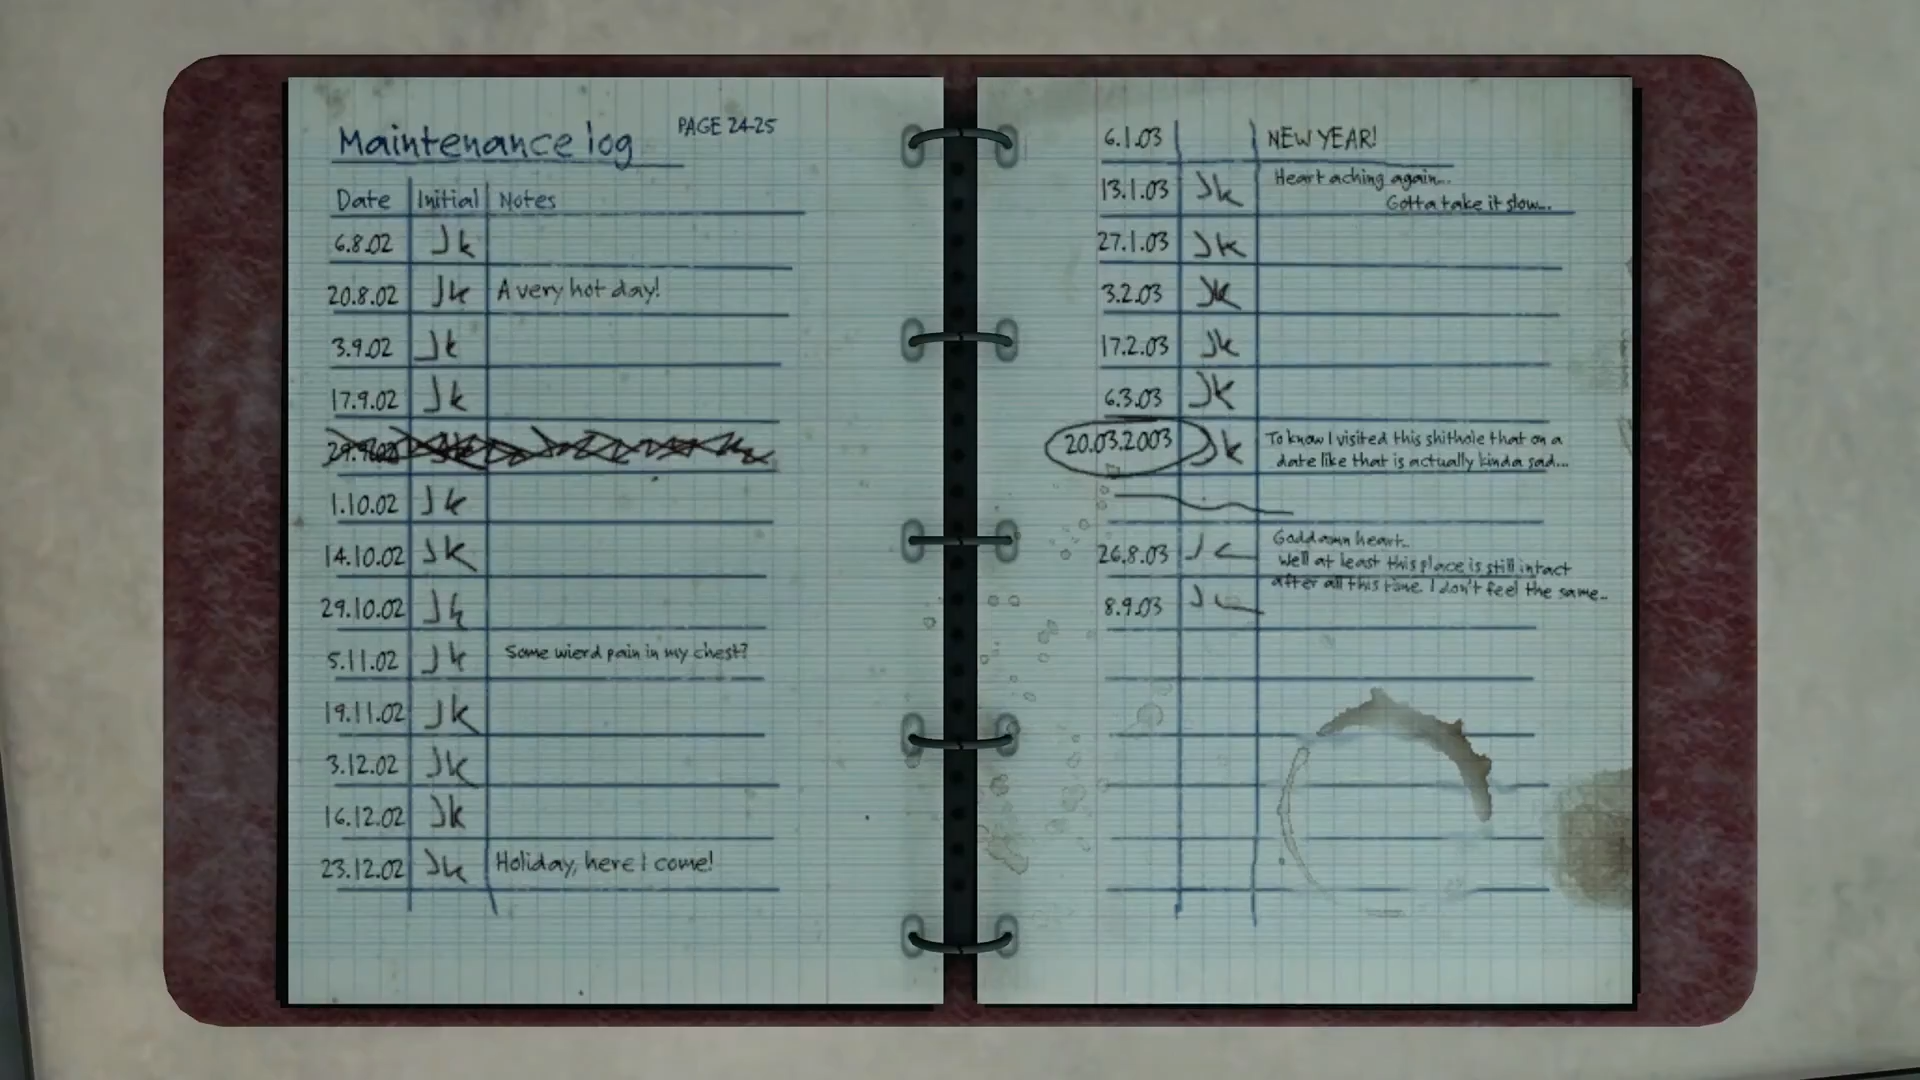 Maintenance log
PAGE 24-25
Date Initial Notes
6.8.02 Jk
20.8.02 Jk A very hot day!
3.9.02 Jk
17.9.02 Jk
1.10.02 Jk
14.10.02 Jk
29.10.02 Jk
5.11.02 Jk Some wierd pain in my chest?
19.11.02 Jk
3.12.02 Jk
16.12.02 Jk
23.12.02 Jk Holiday, here I come!
6.1.03 NEW YEAR!
13.1.03 Jk Heart aching again...
Gotta take it slow...
27.1.03 Jk
3.2.03 Jk
17.2.03 Jk
6.3.03 Jk
20.03.2003 Jk To know I visited this shithole that on a
date like that is actually kinda sad...
26.8.03 Goddamn heart..
Well at least this place is still intact
after all this time. I don't feel the same..
8.9.03